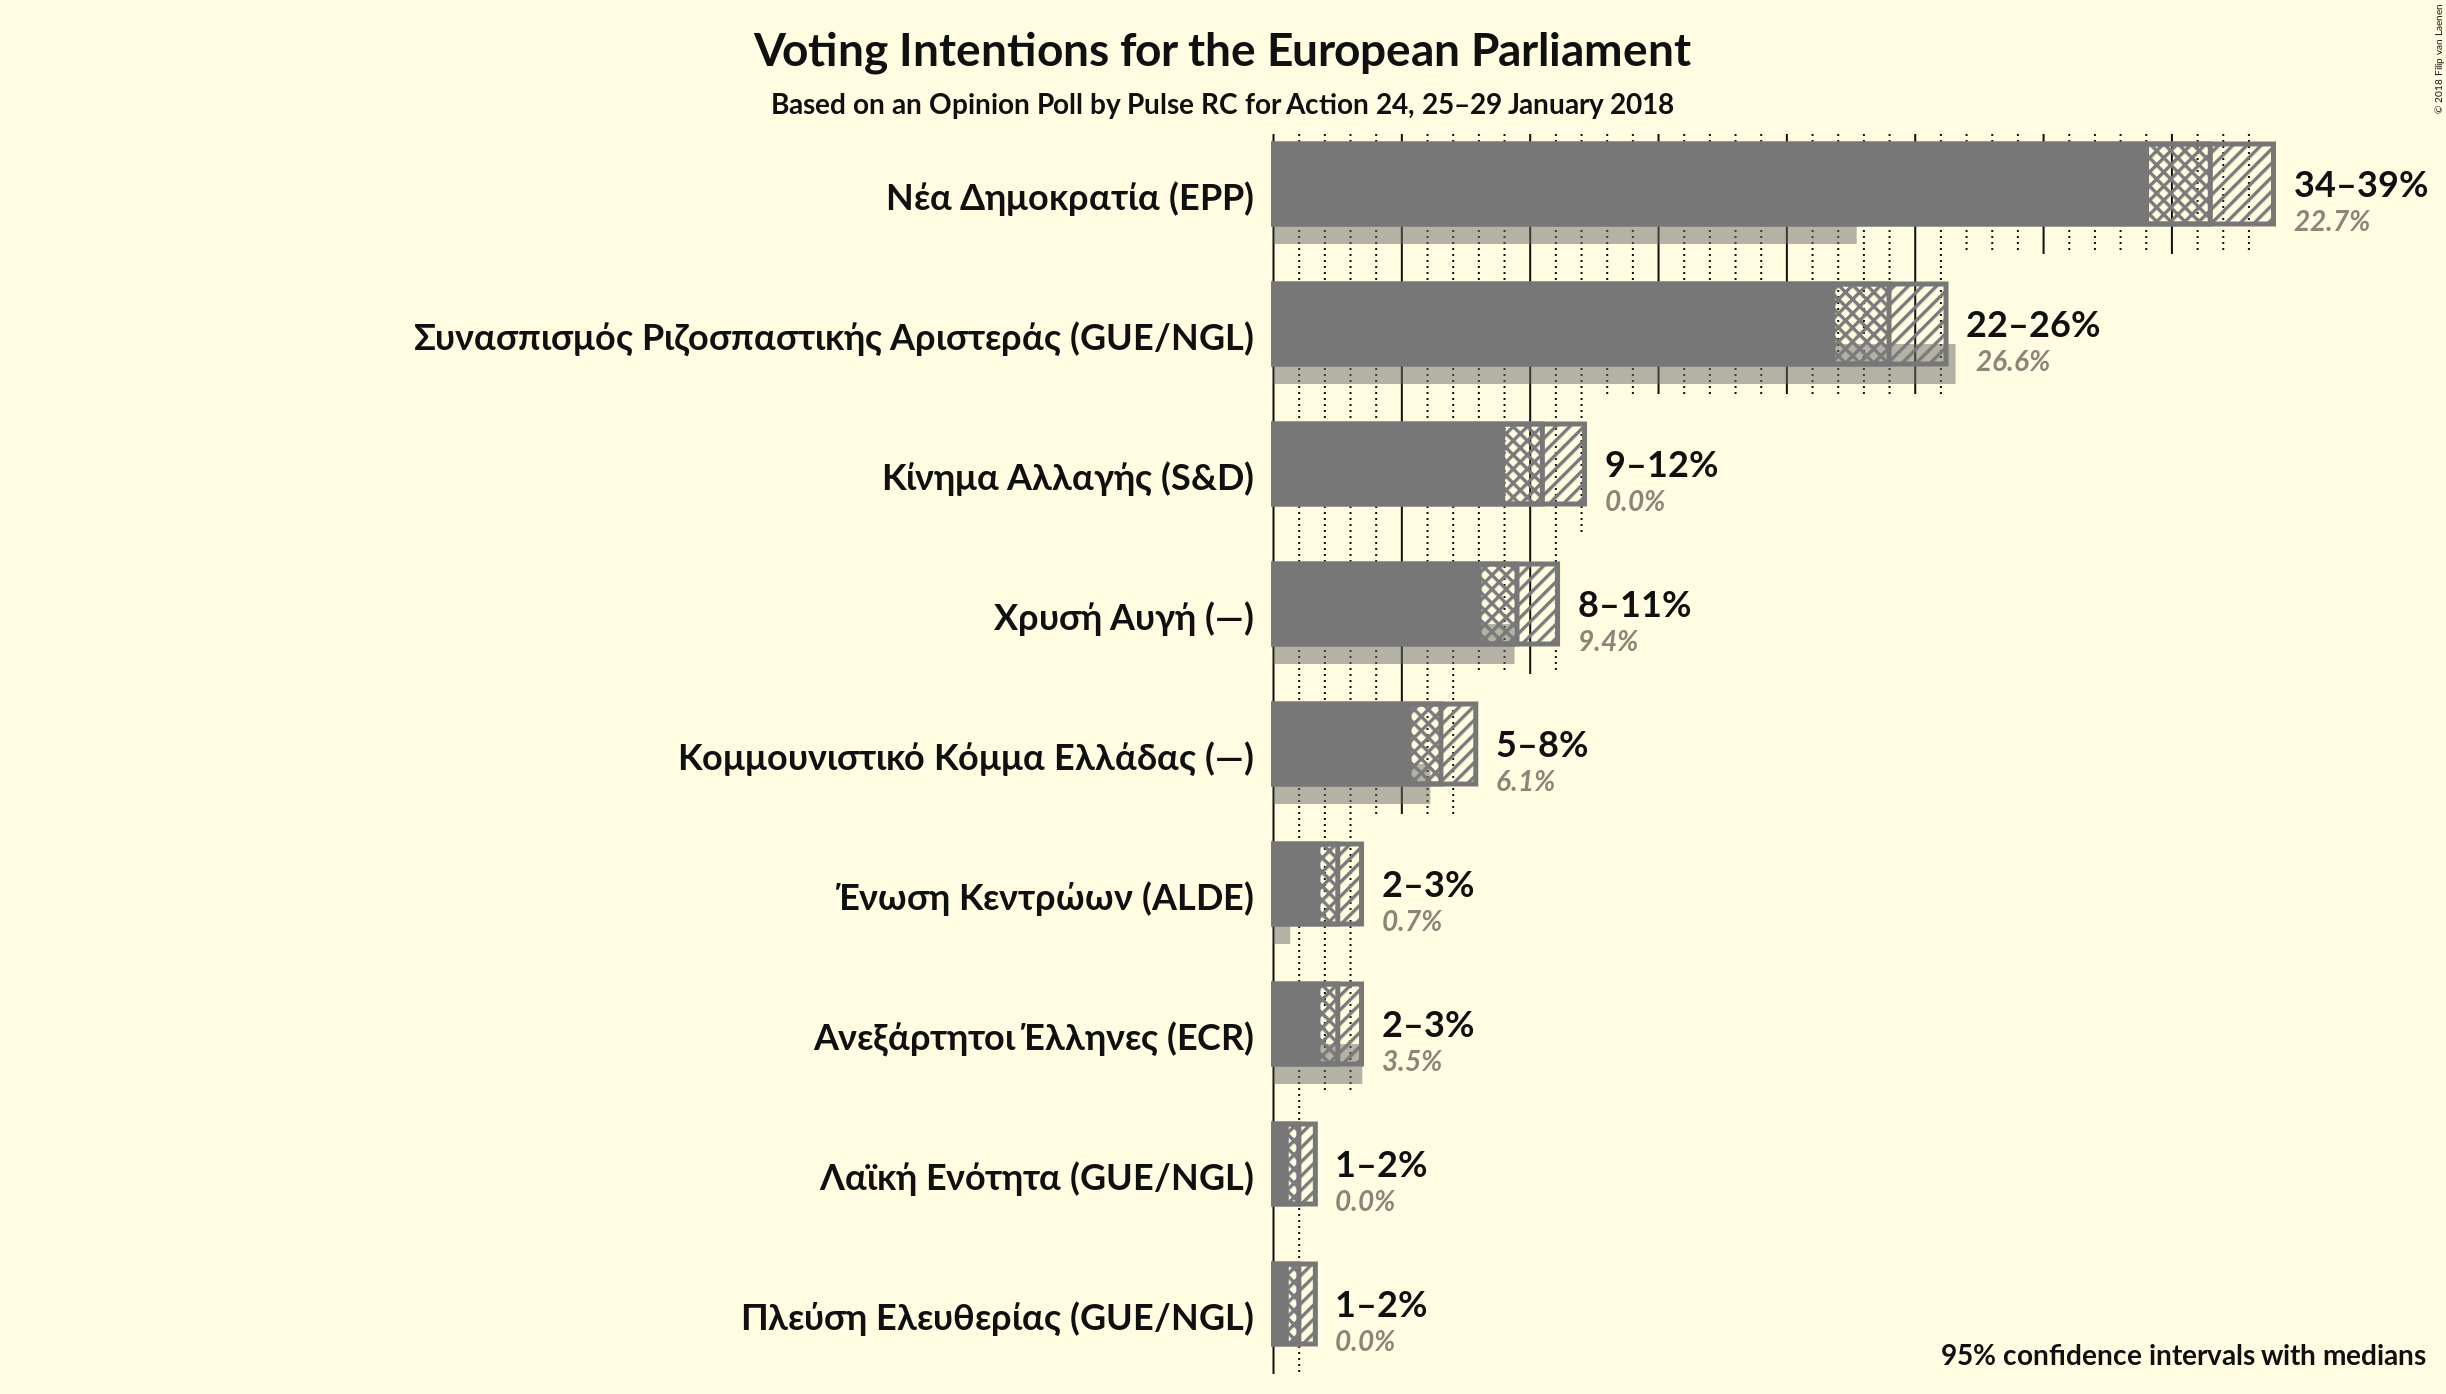 Voting Intentions for the European Parliament
Based on an Opinion Poll by Pulse RC for Action 24, 25–29 January 2018
© 2018 Filip van Laenen
Νέα Δημοκρατία (EPP)
34–39%
22.7%
Συνασπισμός Ριζοσπαστικής Αριστεράς (GUE/NGL)
22–26%
26.6%
Κίνημα Αλλαγής (S&D)
9–12%
0.0%
Χρυσή Αυγή (—)
8–11%
9.4%
Κομμουνιστικό Κόμμα Ελλάδας (—)
5–8%
6.1%
Ένωση Κεντρώων (ALDE)
2–3%
0.7%
Ανεξάρτητοι Έλληνες (ECR)
2–3%
3.5%
Λαϊκή Ενότητα (GUE/NGL)
1–2%
0.0%
Πλεύση Ελευθερίας (GUE/NGL)
1–2%
0.0%
95% confidence intervals with medians